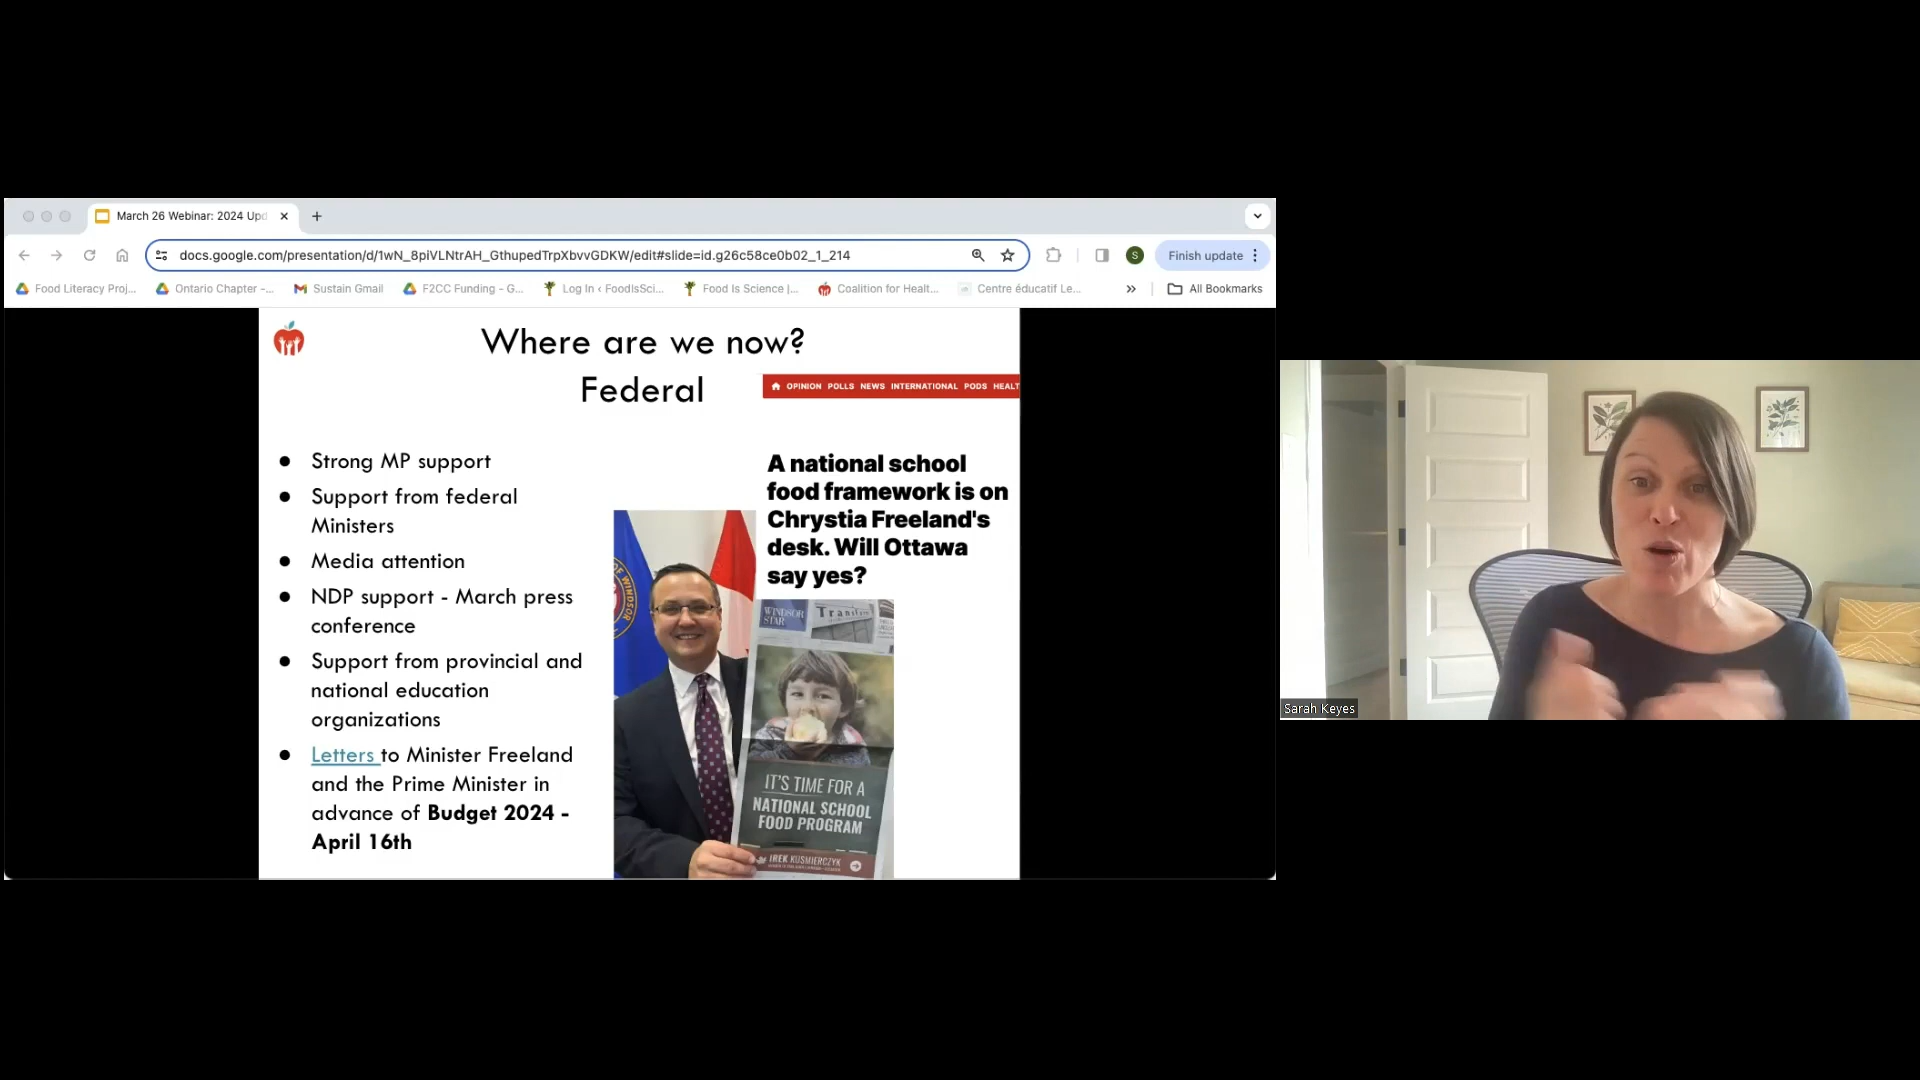 March 26 Webinar: 2024 Upd
docs.google.com/presentation/d/1wN_8piVLNtrAH_GthupedTrpXbvvGDKW/edit#slide=id.g26c58ce0b02_1_214
S
Finish update
Food Literacy Proj...
Ontario Chapter –...
Sustain Gmail
F2CC Funding - G...
Log In ‹ FoodIsSci...
Food Is Science |...
Coalition for Healt...
Centre éducatif Le...
All Bookmarks
Where are we now?
Federal
OPINION POLLS NEWS INTERNATIONAL PODS HEALT
● Strong MP support
● Support from federal
Ministers
● Media attention
● NDP support - March press
conference
● Support from provincial and
national education
organizations
● Letters to Minister Freeland
and the Prime Minister in
advance of Budget 2024 -
April 16th
A national school
food framework is on
Chrystia Freeland's
desk. Will Ottawa
say yes?
OF WINDSOR
WINDSOR
STAR
IT'S TIME FOR A
NATIONAL SCHOOL
FOOD PROGRAM
IREK KUSMIERCZYK
Sarah Keyes